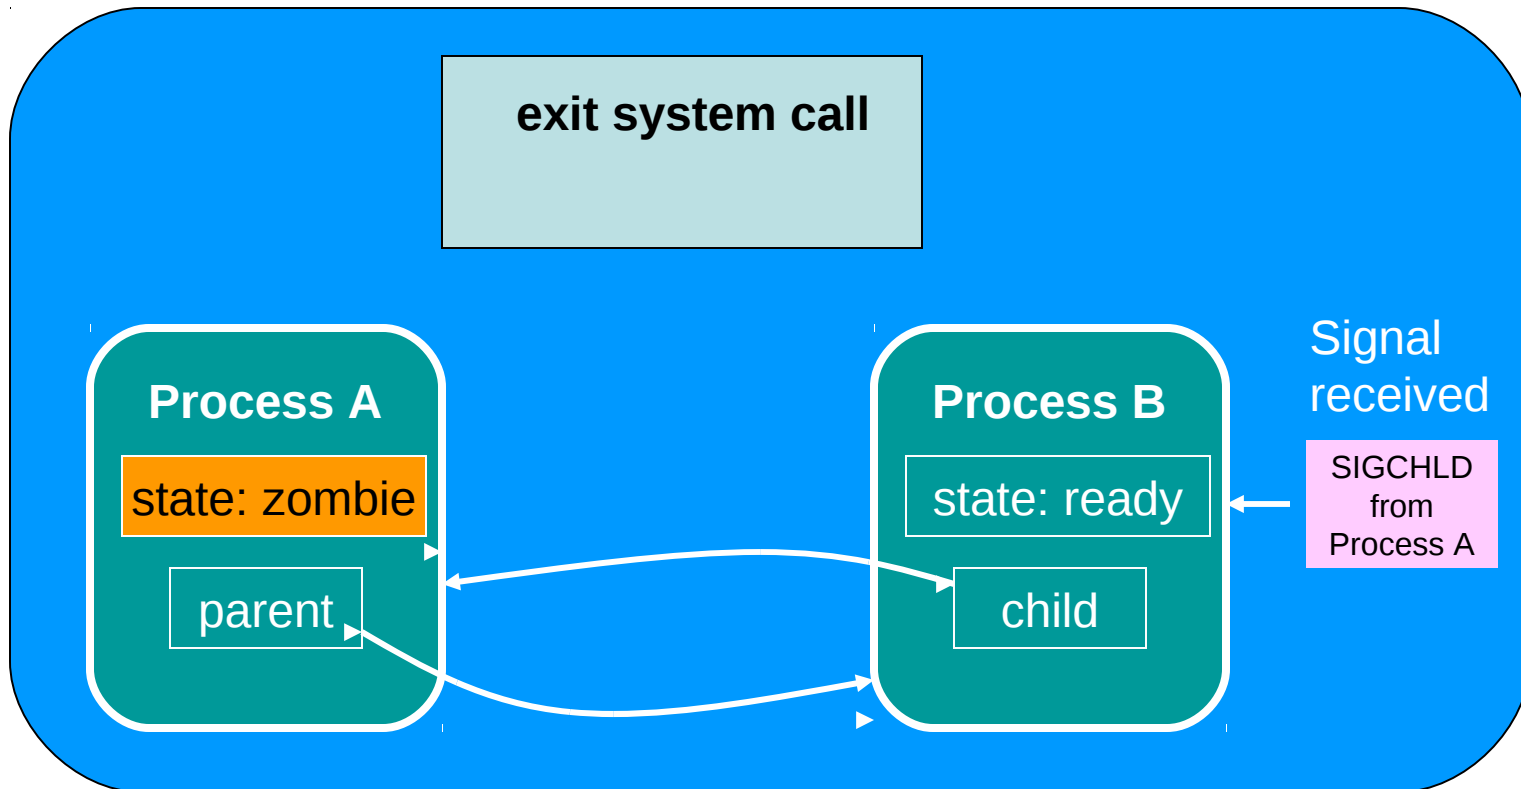 exit system call
Process A
state: zombie
parent
Process B
state: ready
child
Signal
received
SIGCHLD
from
Process A